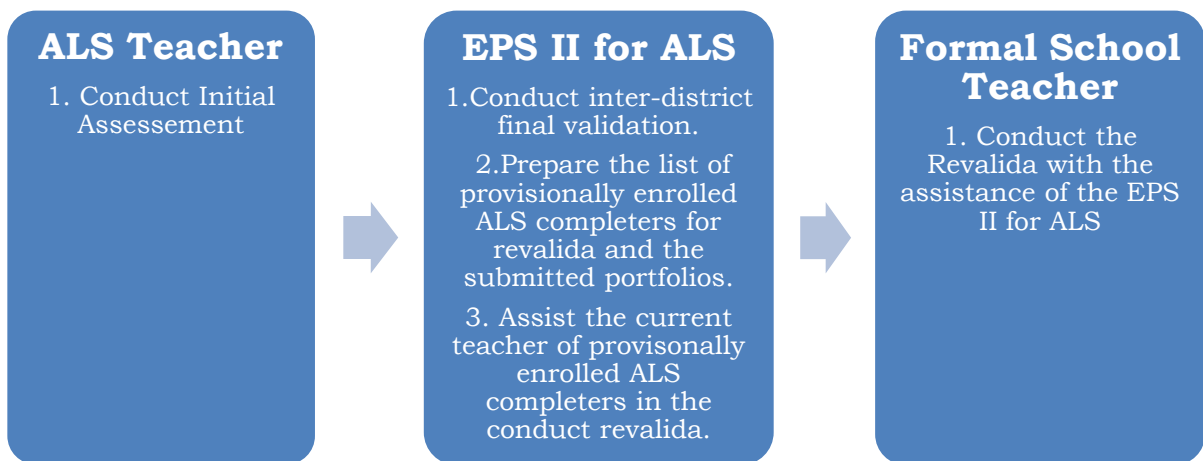 ALS Teacher
1. Conduct Initial
Assessement
EPS II for ALS
1.Conduct inter-district
final validation.
2.Prepare the list of
provisionally enrolled
ALS completers for
revalida and the
submitted portfolios.
3. Assist the current
teacher of provisonally
enrolled ALS
completers in the
conduct revalida.
Formal School
Teacher
1. Conduct the
Revalida with the
assistance of the EPS
II for ALS